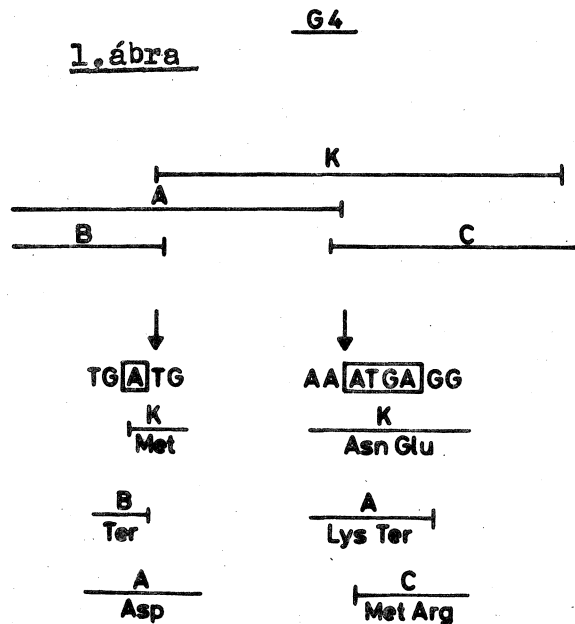 G4
1.ábra
K
A
B C
TGATG AAATGAGG
K K
Met Asn Glu
B A
Ter Lys Ter
A C
Asp Met Arg